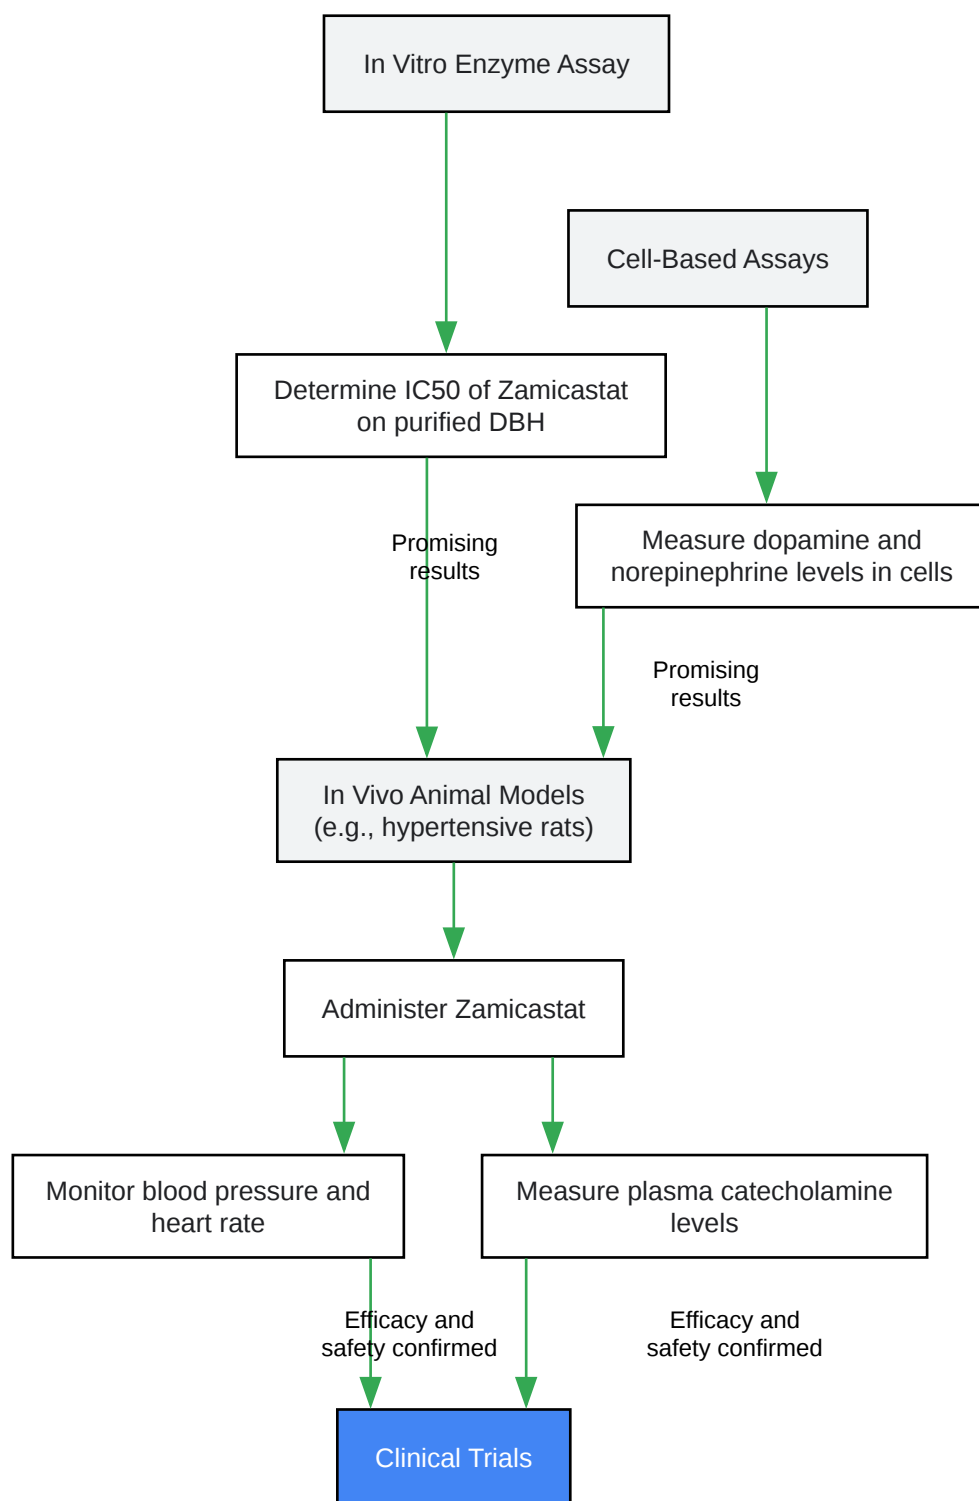 In Vitro Enzyme Assay
Cell-Based Assays
Determine IC50 of Zamicastat
on purified DBH
Promising
results
Measure dopamine and
norepinephrine levels in cells
Promising
results
In Vivo Animal Models
(e.g., hypertensive rats)
Administer Zamicastat
Monitor blood pressure and
heart rate
Measure plasma catecholamine
levels
Efficacy and
safety confirmed
Efficacy and
safety confirmed
Clinical Trials